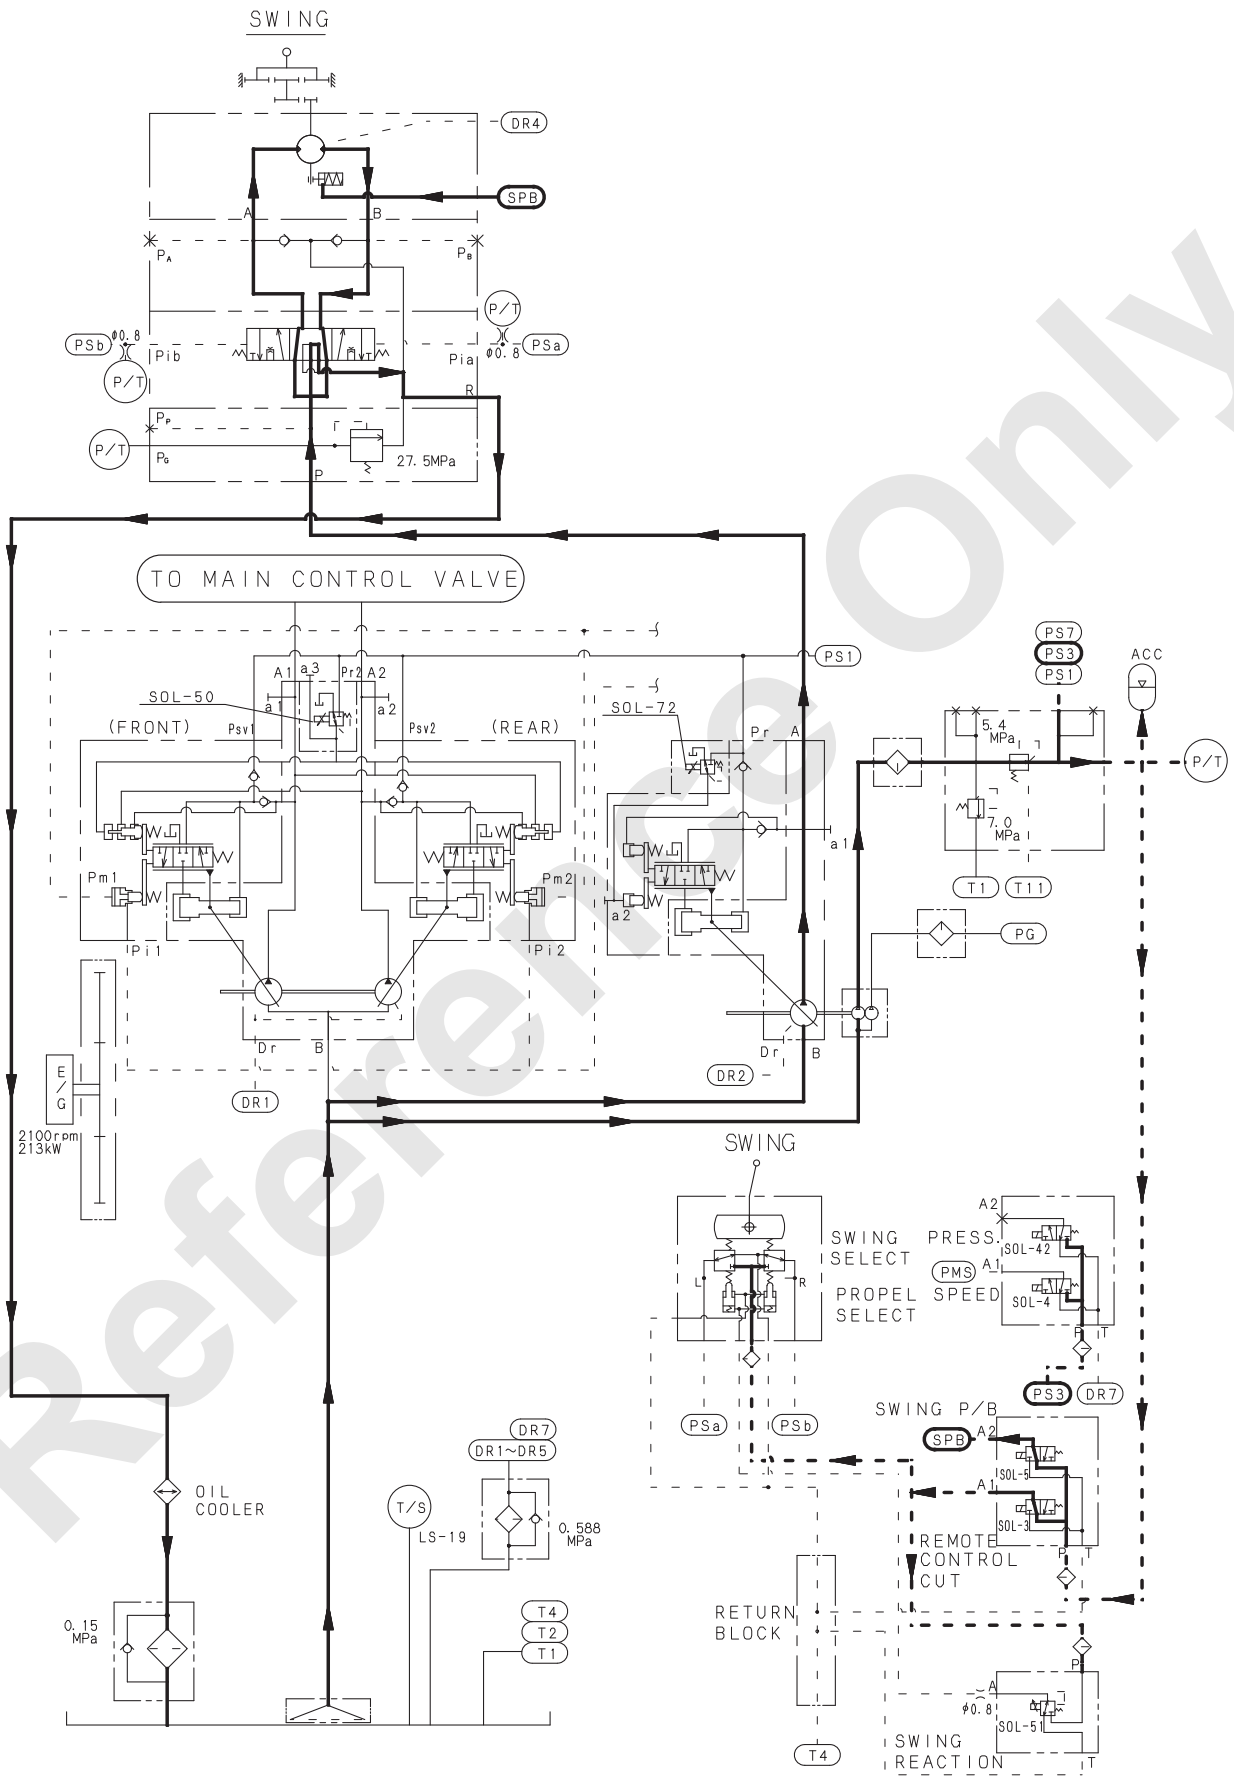 SWING
DR4
SPB
A
B
PA
PB
P/T
PSb
φ0.8
φ0.8
PSa
Pib
Pia
P/T
R
PP
P/T
PG
27.5MPa
P
TO MAIN CONTROL VALVE
PS7
PS3
PS1
ACC
PS1
A1
a3
Pr2
A2
SOL-50
a1
a2
SOL-72
(FRONT)
Psv1
Psv2
(REAR)
Pr
A
5.4
MPa
P/T
7.0
MPa
a1
Pm1
Pm2
T1
T11
a2
PG
Pi1
Pi2
Dr
B
Dr
B
E/G
DR1
DR2
2100rpm
213kW
SWING
A2
SWING PRESS.
SELECT
SOL-42
A1
PMS
L
R
PROPEL SPEED
SELECT
SOL-4
P
T
PS3
DR7
PSa
PSb
SWING P/B
A2
SPB
SOL-5
A1
SOL-3
DR7
DR1~DR5
OIL
COOLER
T/S
LS-19
0.588
MPa
REMOTE
CONTROL
CUT
P
T
0.15
MPa
T4
T2
T1
RETURN
BLOCK
P
A
φ0.8
SOL-51
SWING
REACTION
T
T4
Reference Only